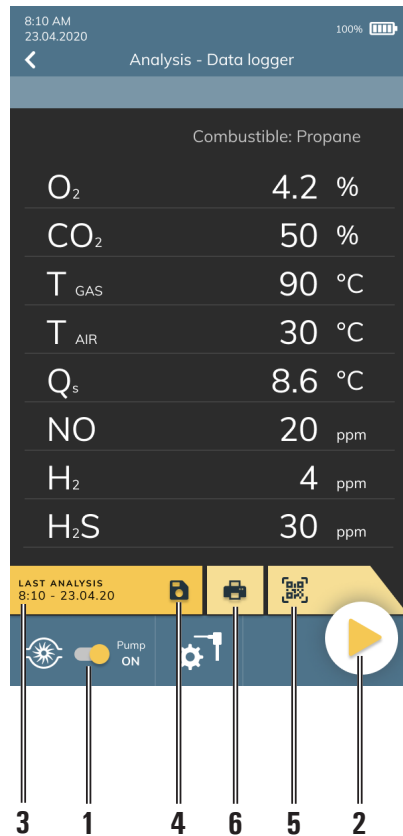 8:10 AM
23.04.2020
100%
Analysis - Data logger
Combustible: Propane
O₂ 4.2 %
CO₂ 50 %
T GAS 90 °C
T AIR 30 °C
Qₛ 8.6 °C
NO 20 ppm
H₂ 4 ppm
H₂S 30 ppm
LAST ANALYSIS
8:10 - 23.04.20
Pump
ON
3 1 4 6 5 2